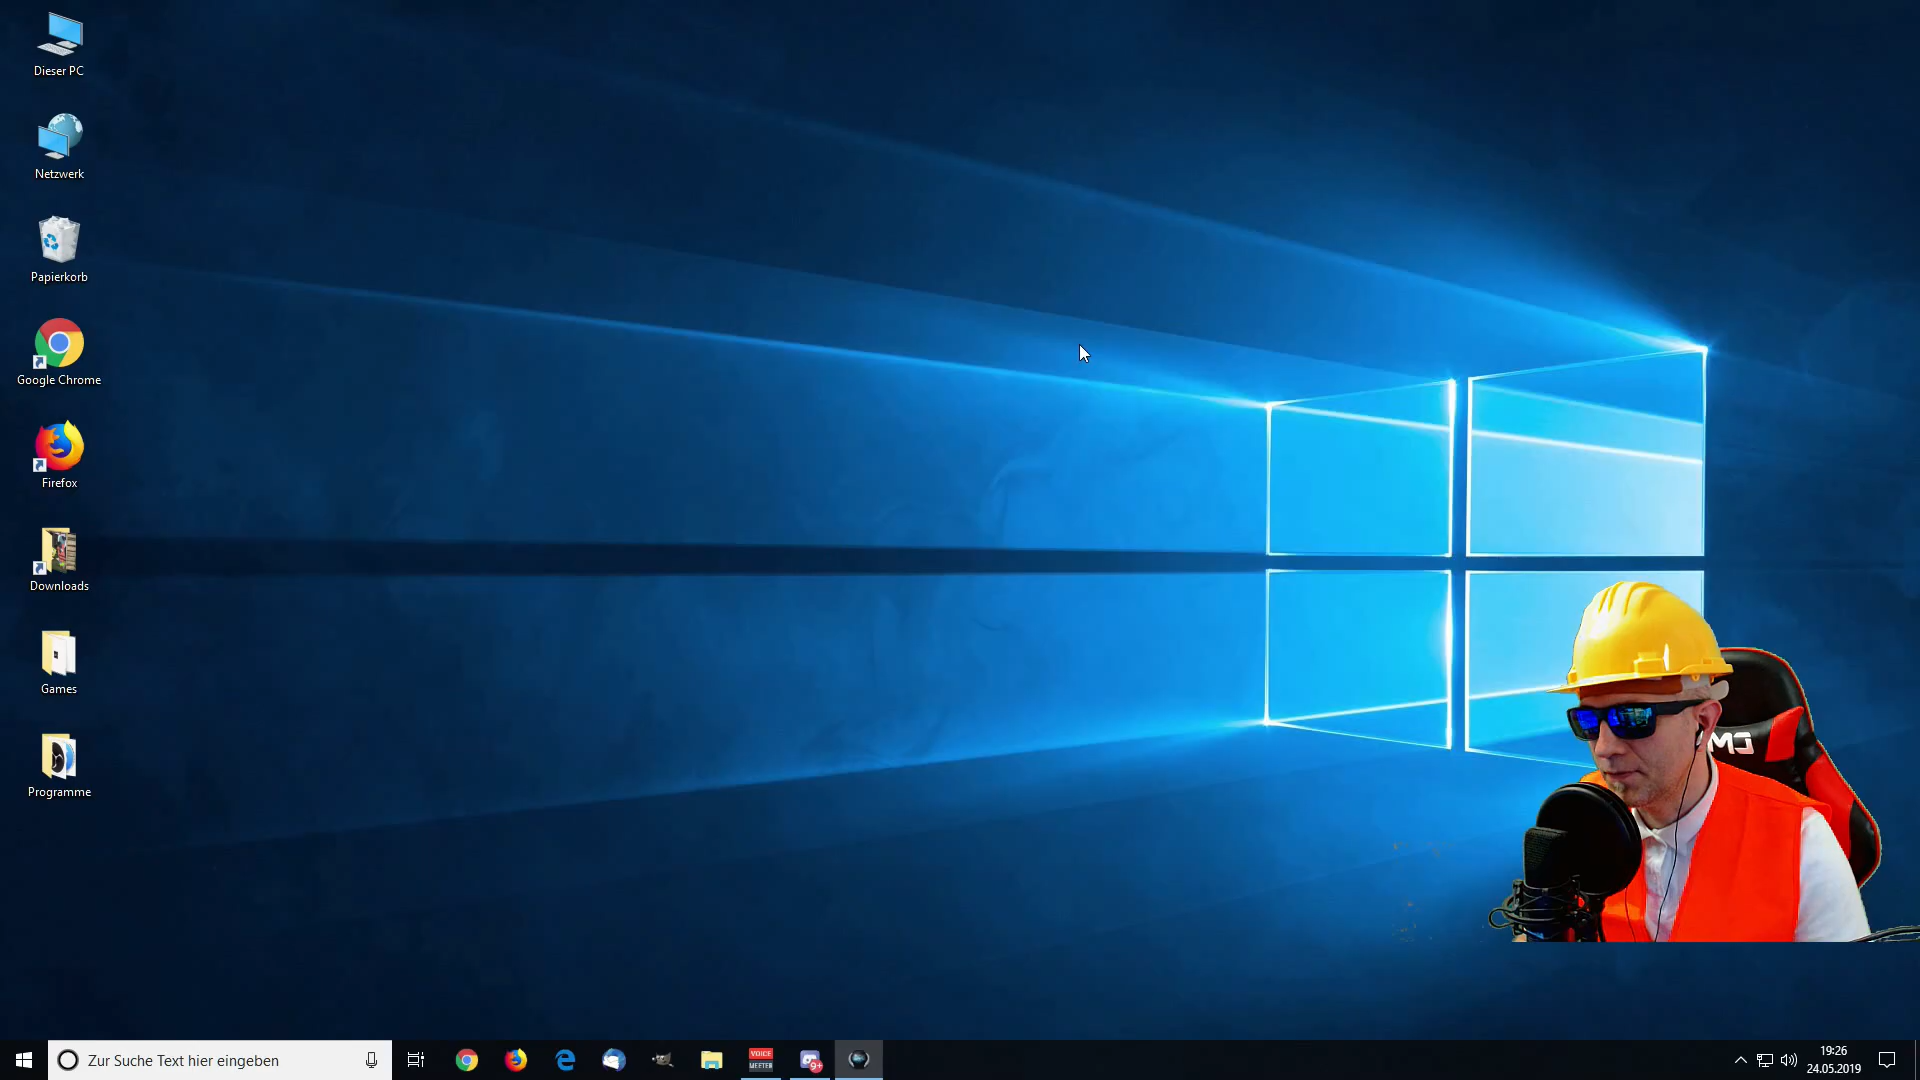 Dieser PC
Netzwerk
Papierkorb
Google Chrome
Firefox
Downloads
Games
Programme
Zur Suche Text hier eingeben
VOICE
MEETER
9+
19:26
24.05.2019